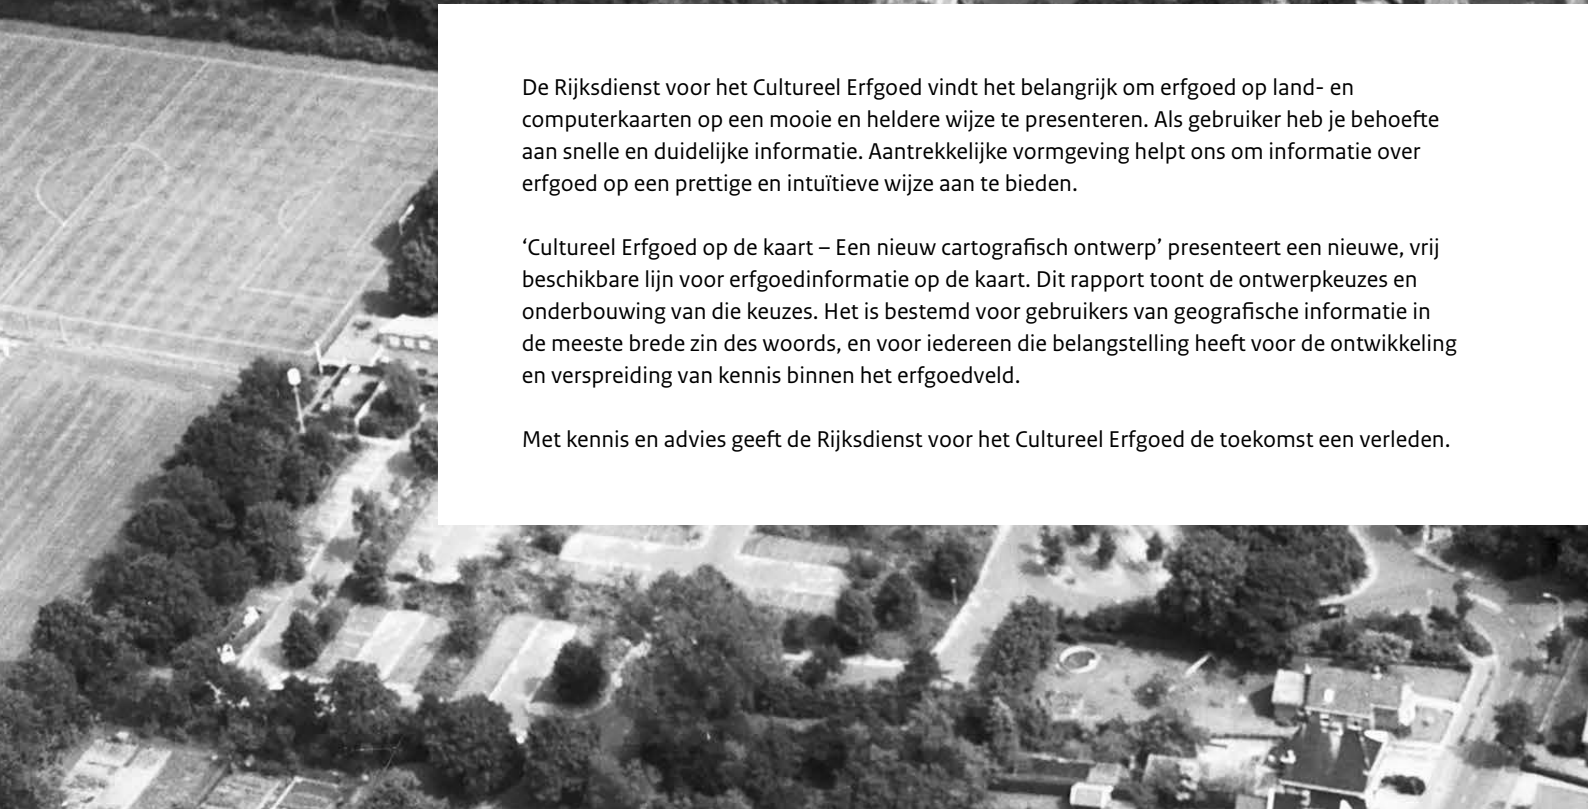 De Rijksdienst voor het Cultureel Erfgoed vindt het belangrijk om erfgoed op land- en
computerkaarten op een mooie en heldere wijze te presenteren. Als gebruiker heb je behoefte
aan snelle en duidelijke informatie. Aantrekkelijke vormgeving helpt ons om informatie over
erfgoed op een prettige en intuïtieve wijze aan te bieden.
‘Cultureel Erfgoed op de kaart – Een nieuw cartografisch ontwerp’ presenteert een nieuwe, vrij
beschikbare lijn voor erfgoedinformatie op de kaart. Dit rapport toont de ontwerpkeuzes en
onderbouwing van die keuzes. Het is bestemd voor gebruikers van geografische informatie in
de meeste brede zin des woords, en voor iedereen die belangstelling heeft voor de ontwikkeling
en verspreiding van kennis binnen het erfgoedveld.
Met kennis en advies geeft de Rijksdienst voor het Cultureel Erfgoed de toekomst een verleden.